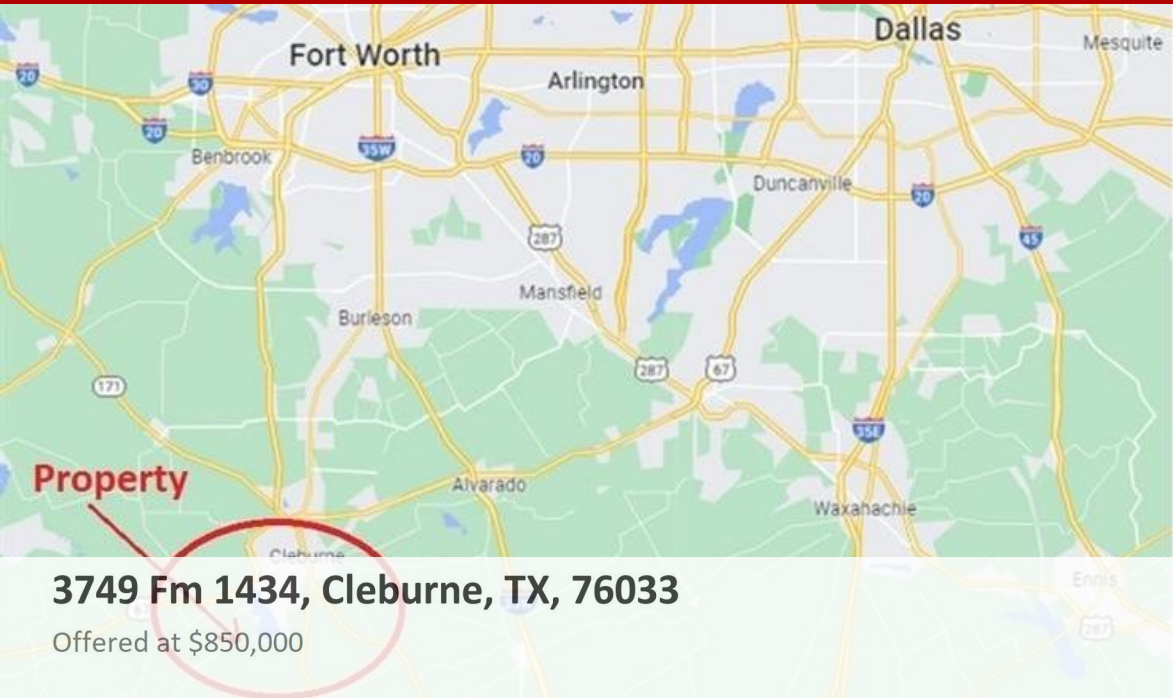 Fort Worth
Dallas
Mesquite
Arlington
20
30
20
35W
20
Benbrook
Duncanville
20
287
45
Mansfield
Burleson
287
67
171
35E
Property
Alvarado
Waxahachie
Cleburne
3749 Fm 1434, Cleburne, TX, 76033
Ennis
67
287
Offered at $850,000